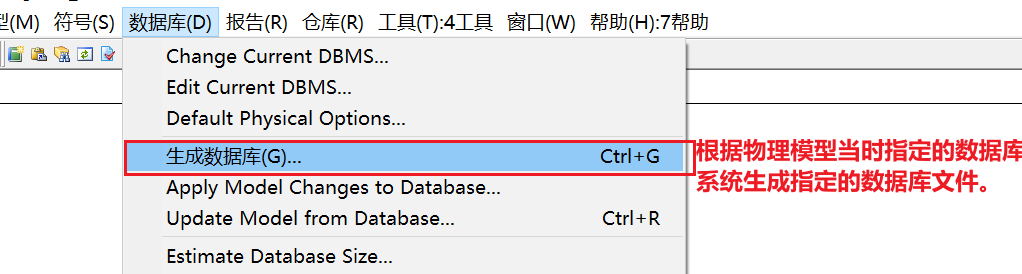 型(M) 符号(S) 数据库(D) 报告(R) 仓库(R) 工具(T):4工具 窗口(W) 帮助(H):7帮助
Change Current DBMS...
Edit Current DBMS...
Default Physical Options...
生成数据库(G)... Ctrl+G
根据物理模型当时指定的数据库
系统生成指定的数据库文件。
Apply Model Changes to Database...
Update Model from Database... Ctrl+R
Estimate Database Size...